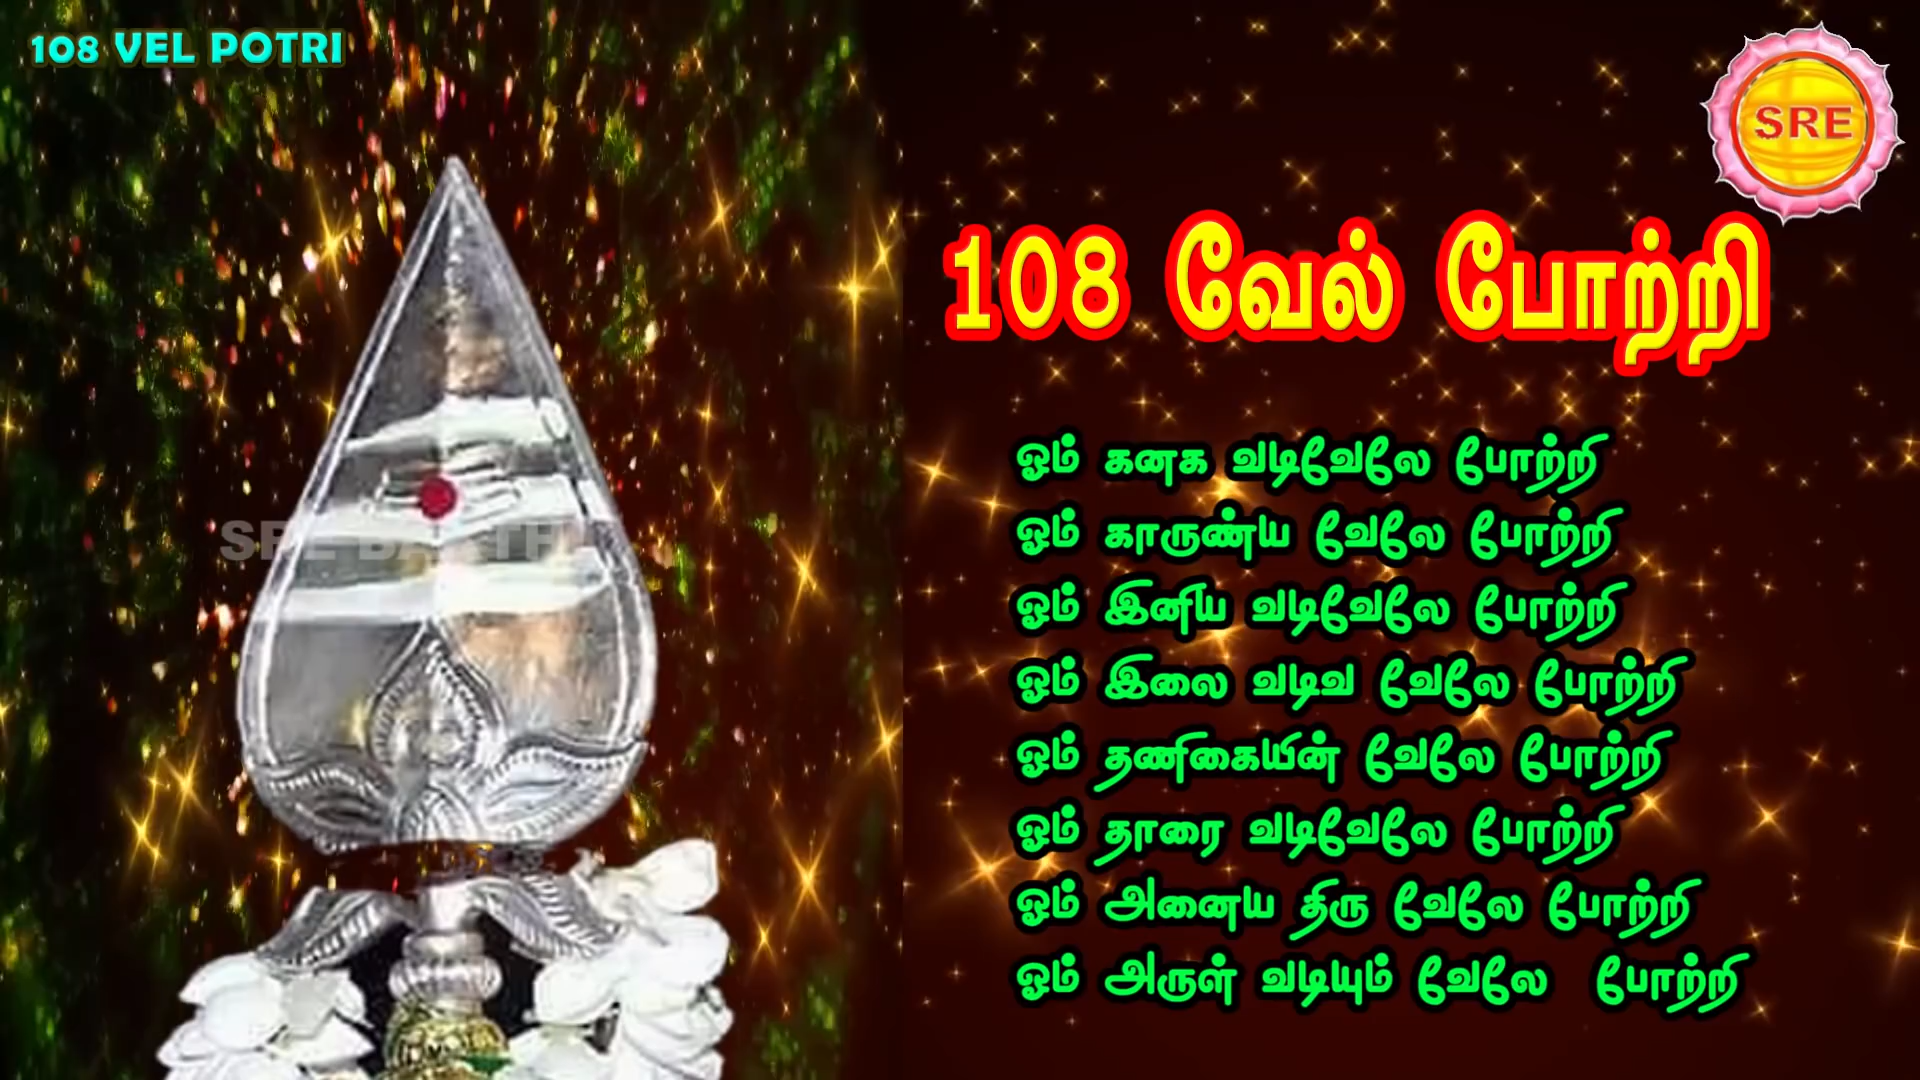 108 VEL POTRI
SRE
108 வேல் போற்றி
ஓம் கனக வடிவேலே போற்றி
ஓம் காருண்ய வேலே போற்றி
ஓம் இனிய வடிவேலே போற்றி
ஓம் இலை வடிவ வேலே போற்றி
ஓம் தணிகையின் வேலே போற்றி
ஓம் தாரை வடிவேலே போற்றி
ஓம் அனைய திரு வேலே போற்றி
ஓம் அருள் வடியும் வேலே போற்றி
SRE